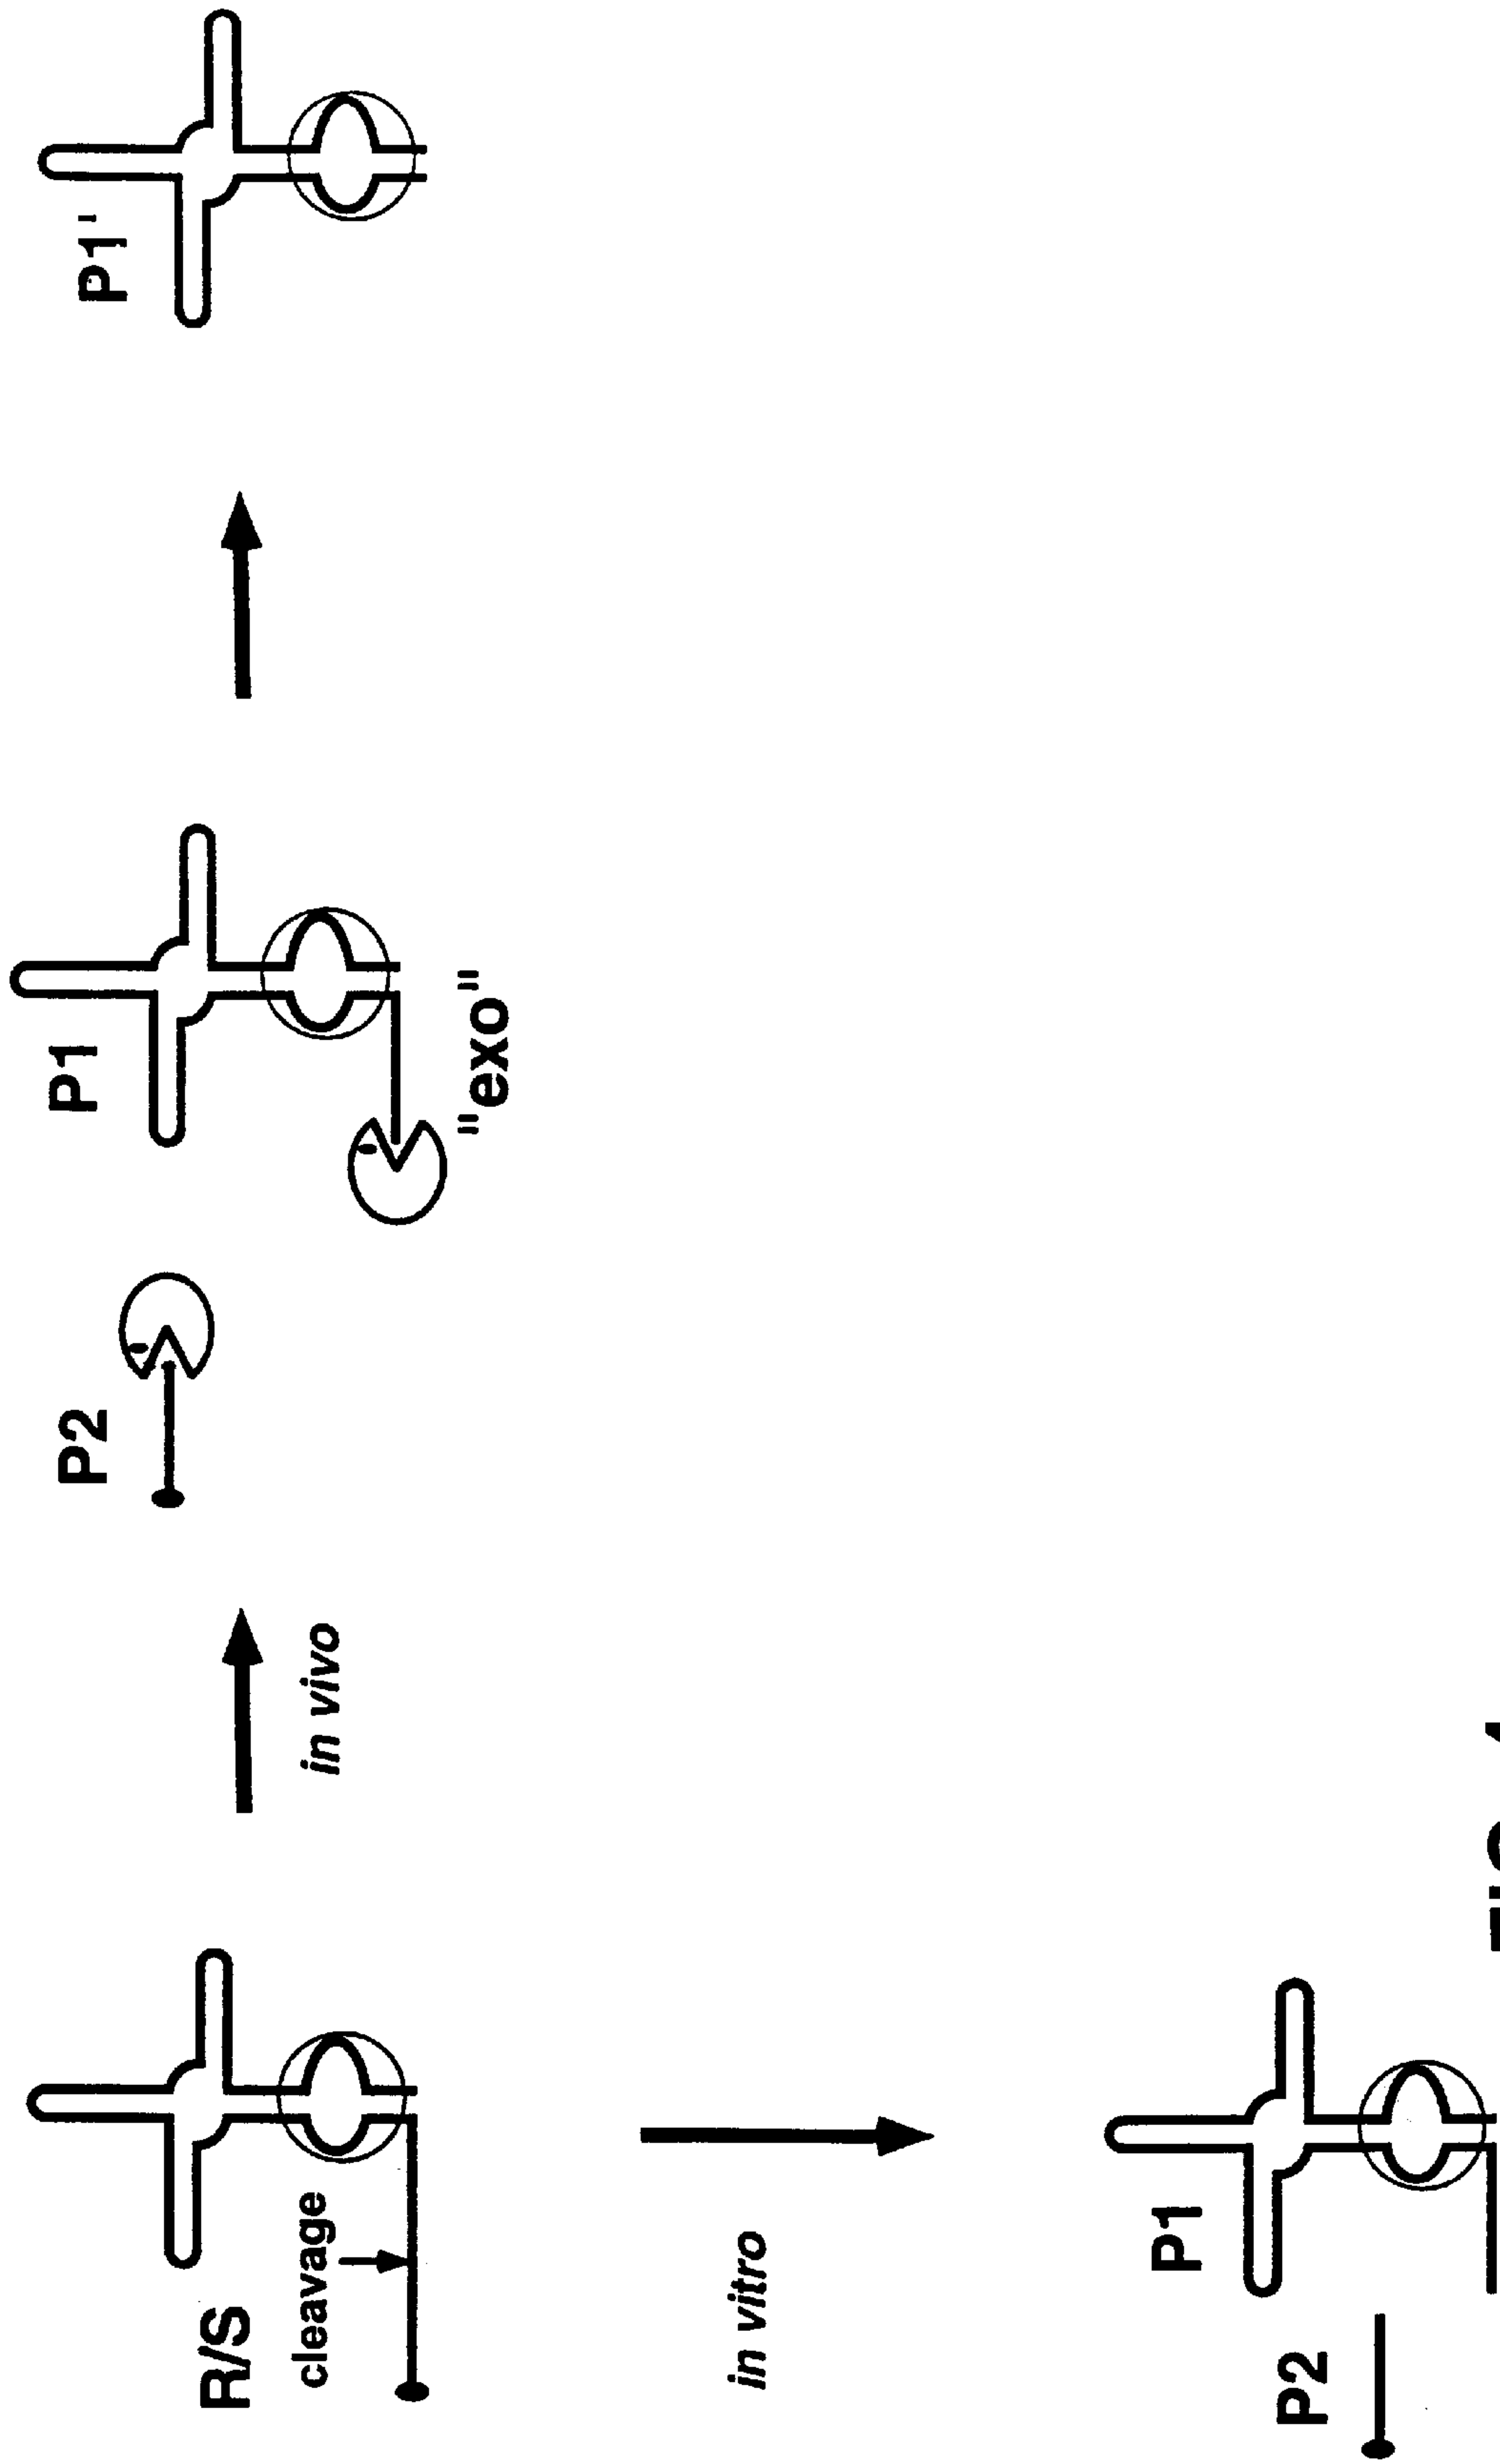 R/S
cleavage
in vivo
P2
P1
"exo"
P1'
in vitro
P2
P1